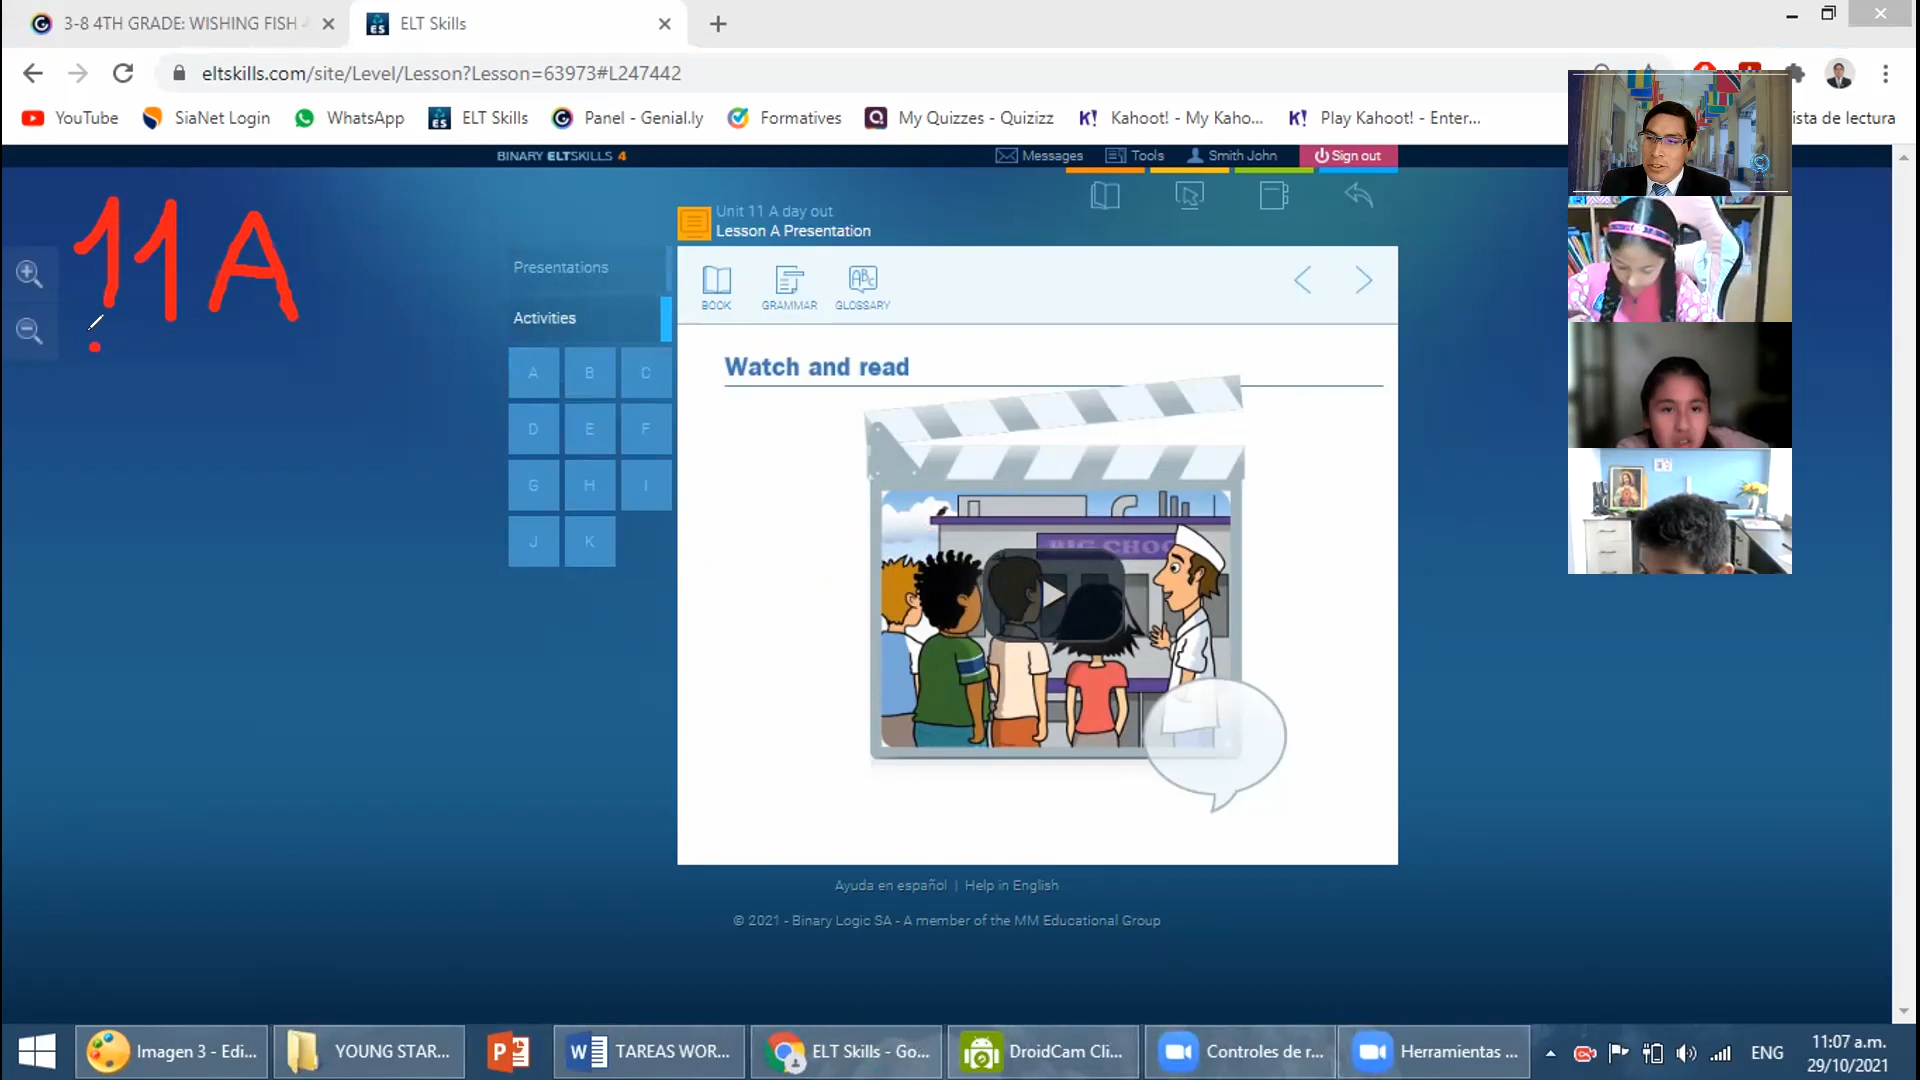 3-8 4TH GRADE: WISHING FISH
ELT Skills
eltskills.com/site/Level/Lesson?Lesson=63973#L247442
YouTube SiaNet Login WhatsApp ELT Skills Panel - Genial.ly Formatives My Quizzes - Quizizz Kahoot! - My Kaho... Play Kahoot! - Enter... ista de lectura
BINARY ELTSKILLS 4
Messages Tools Smith John Sign out
11A
Unit 11 A day out
Lesson A Presentation
Presentations
Activities
BOOK GRAMMAR GLOSSARY
A B C
D E F
G H I
J K
Watch and read
BIG CHOC
Ayuda en español | Help in English
© 2021 - Binary Logic SA - A member of the MM Educational Group
Imagen 3 - Edi... YOUNG STAR... TAREAS WOR... ELT Skills - Go... DroidCam Cli... Controles de r... Herramientas ... ENG
11:07 a.m.
29/10/2021